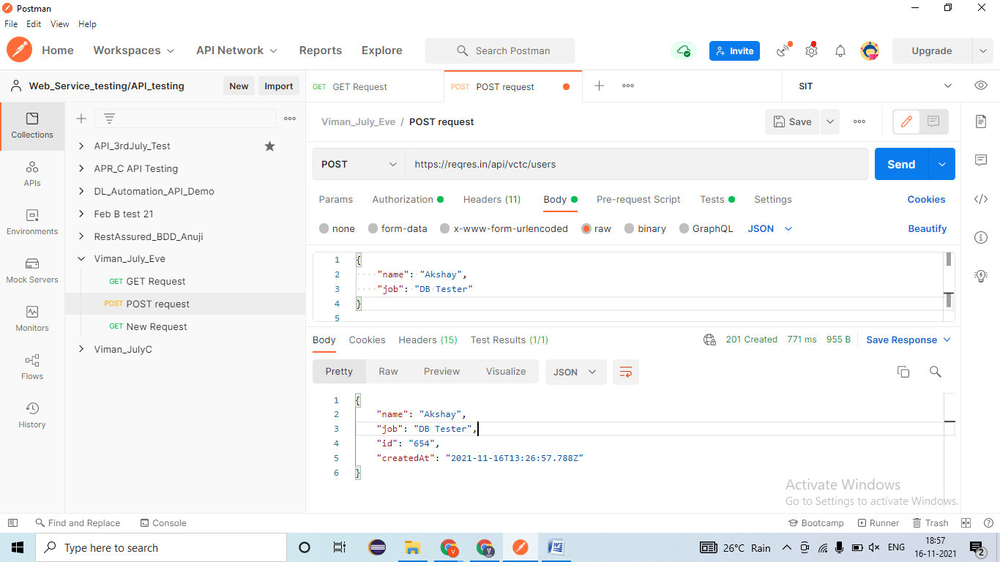 Postman
File Edit View Help
Home Workspaces API Network Reports Explore Search Postman Invite Upgrade
Web_Service_testing/API_testing New Import GET GET Request POST POST request SIT
Viman_July_Eve / POST request Save
Collections
APIs
Environments
Mock Servers
Monitors
Flows
History
API_3rdJuly_Test
APR_C API Testing
DL_Automation_API_Demo
Feb B test 21
RestAssured_BDD_Anuji
Viman_July_Eve
GET GET Request
POST POST request
GET New Request
Viman_JulyC
POST https://reqres.in/api/vctc/users Send
Params Authorization Headers (11) Body Pre-request Script Tests Settings Cookies
none form-data x-www-form-urlencoded raw binary GraphQL JSON Beautify
1 {
2 "name": "Akshay",
3 "job": "DB Tester"
4 }
5
Body Cookies Headers (15) Test Results (1/1) 201 Created 771 ms 955 B Save Response
Pretty Raw Preview Visualize JSON
1 {
2 "name": "Akshay",
3 "job": "DB Tester",
4 "id": "654",
5 "createdAt": "2021-11-16T13:26:57.788Z"
6 }
Activate Windows
Go to Settings to activate Windows.
Find and Replace Console Bootcamp Runner Trash
Type here to search 26°C Rain ENG 18:57
16-11-2021
2